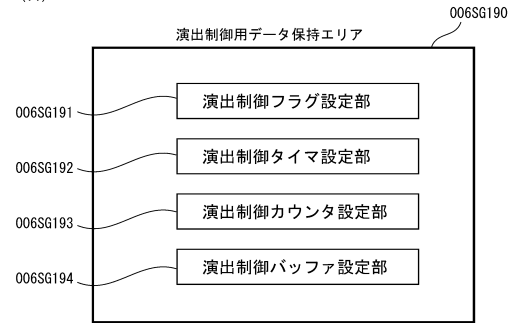 006SG190
演出制御用データ保持エリア
006SG191
演出制御フラグ設定部
006SG192
演出制御タイマ設定部
006SG193
演出制御カウンタ設定部
006SG194
演出制御バッファ設定部